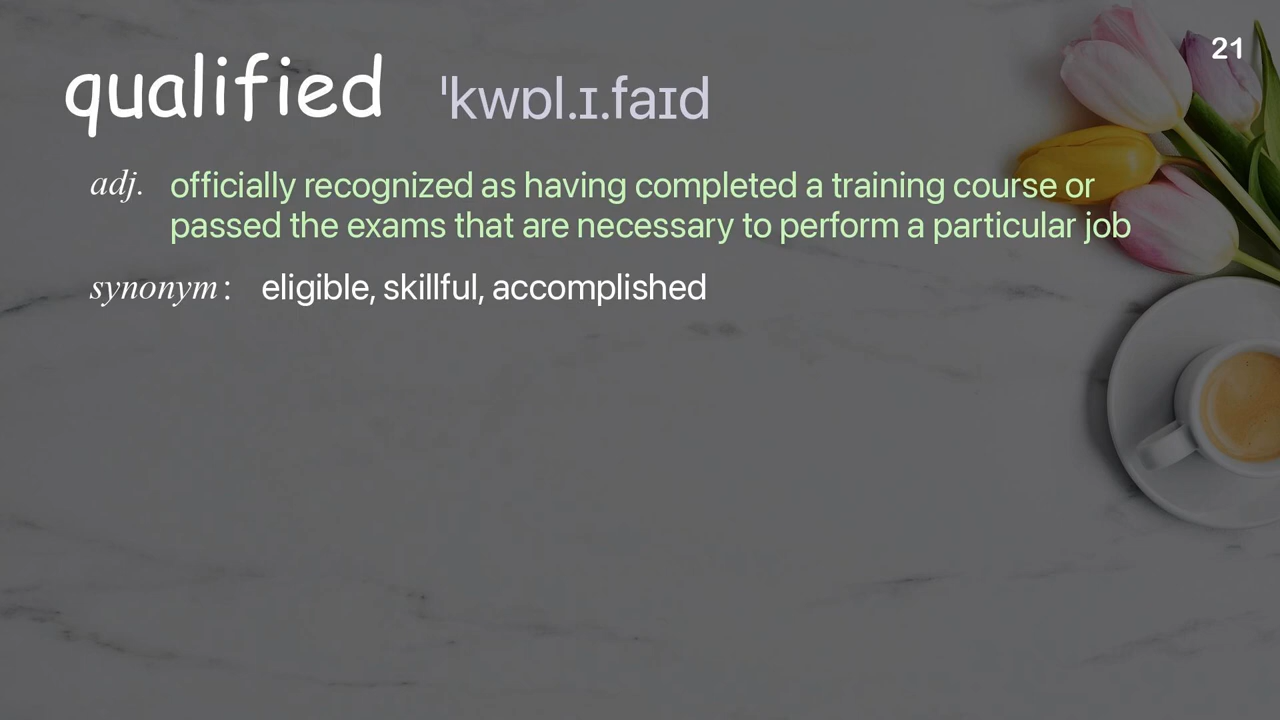 21
qualified ˈkwɒl.ɪ.faɪd
adj. officially recognized as having completed a training course or
passed the exams that are necessary to perform a particular job
synonym: eligible, skillful, accomplished